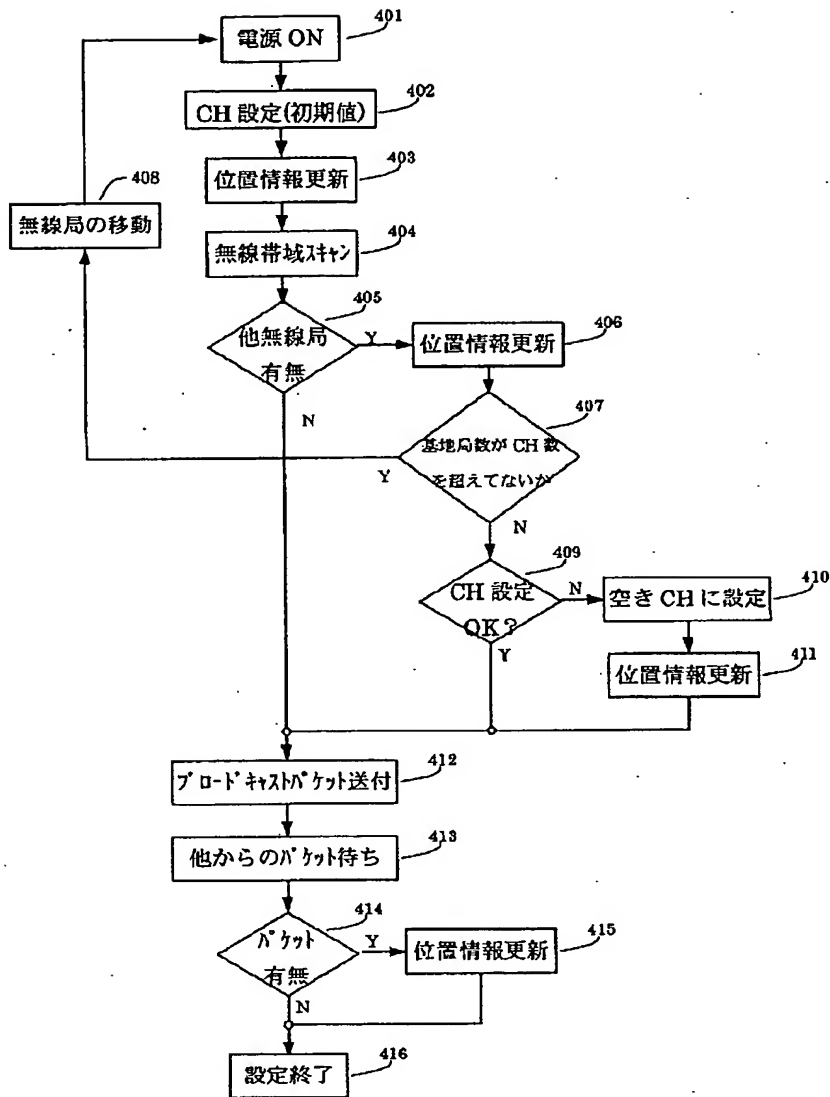 電源 ON
401
CH 設定(初期値)
402
位置情報更新
403
408
無線局の移動
無線帯域スキャン
404
他無線局
有無
405
Y
N
位置情報更新
406
基地局数が CH 数
を超えてないか
407
Y
N
CH 設定
OK?
409
N
Y
空き CH に設定
410
位置情報更新
411
ブロードキャストパケット送付
412
他からのパケット待ち
413
パケット
有無
414
Y
N
位置情報更新
415
設定終了
416